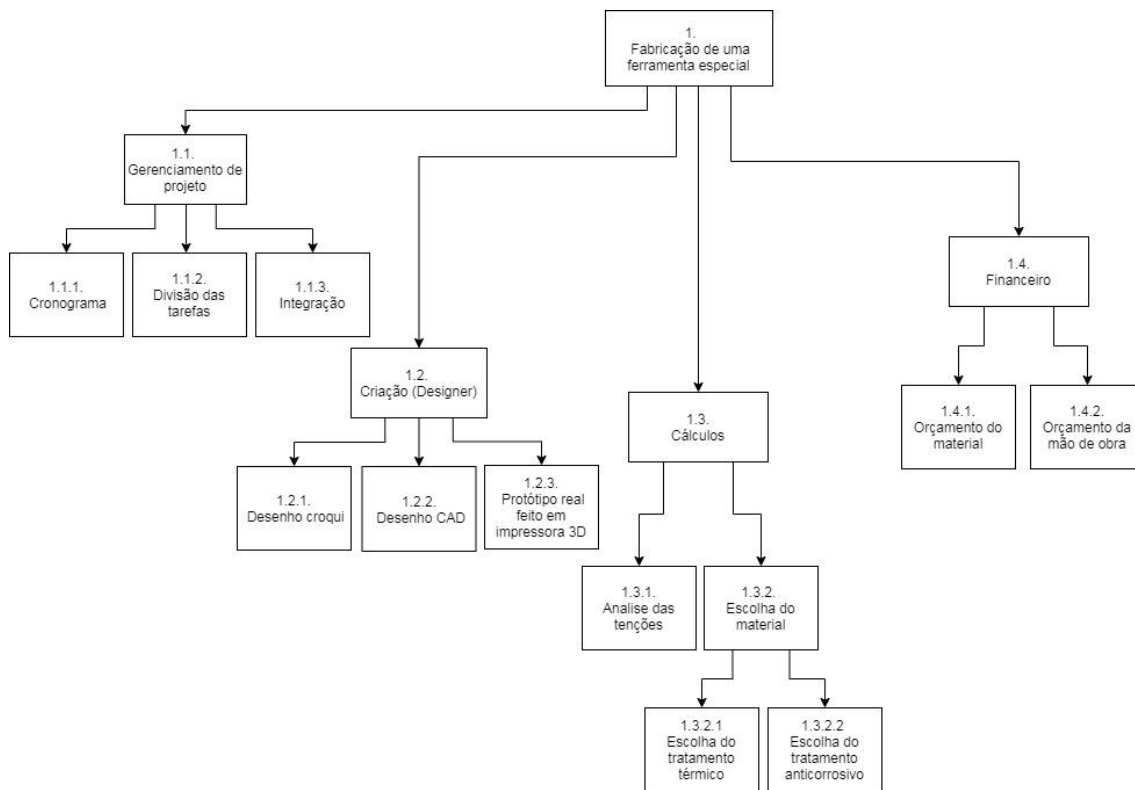 1.
Fabricação de uma
ferramenta especial
1.1.
Gerenciamento de
projeto
1.1.1.
Cronograma
1.1.2.
Divisão das
tarefas
1.1.3.
Integração
1.2.
Criação (Designer)
1.2.1.
Desenho croqui
1.2.2.
Desenho CAD
1.2.3.
Protótipo real
feito em
impressora 3D
1.3.
Cálculos
1.3.1.
Analise das
tenções
1.3.2.
Escolha do
material
1.3.2.1
Escolha do
tratamento
térmico
1.3.2.2
Escolha do
tratamento
anticorrosivo
1.4.
Financeiro
1.4.1.
Orçamento do
material
1.4.2.
Orçamento da
mão de obra